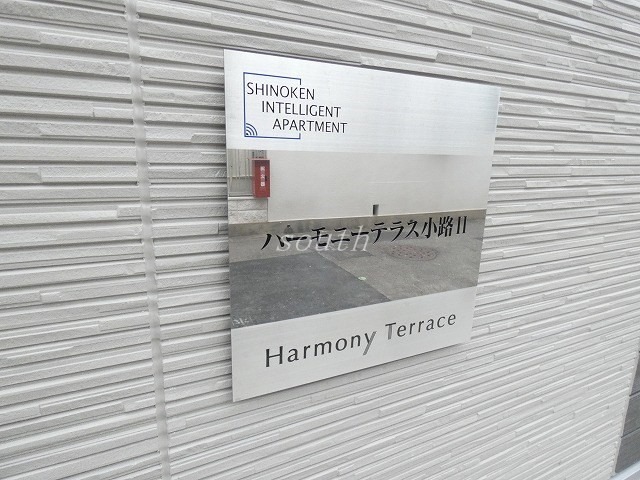 SHINOKEN
INTELLIGENT
APARTMENT
ハーモニーテラス小路II
south
Harmony Terrace